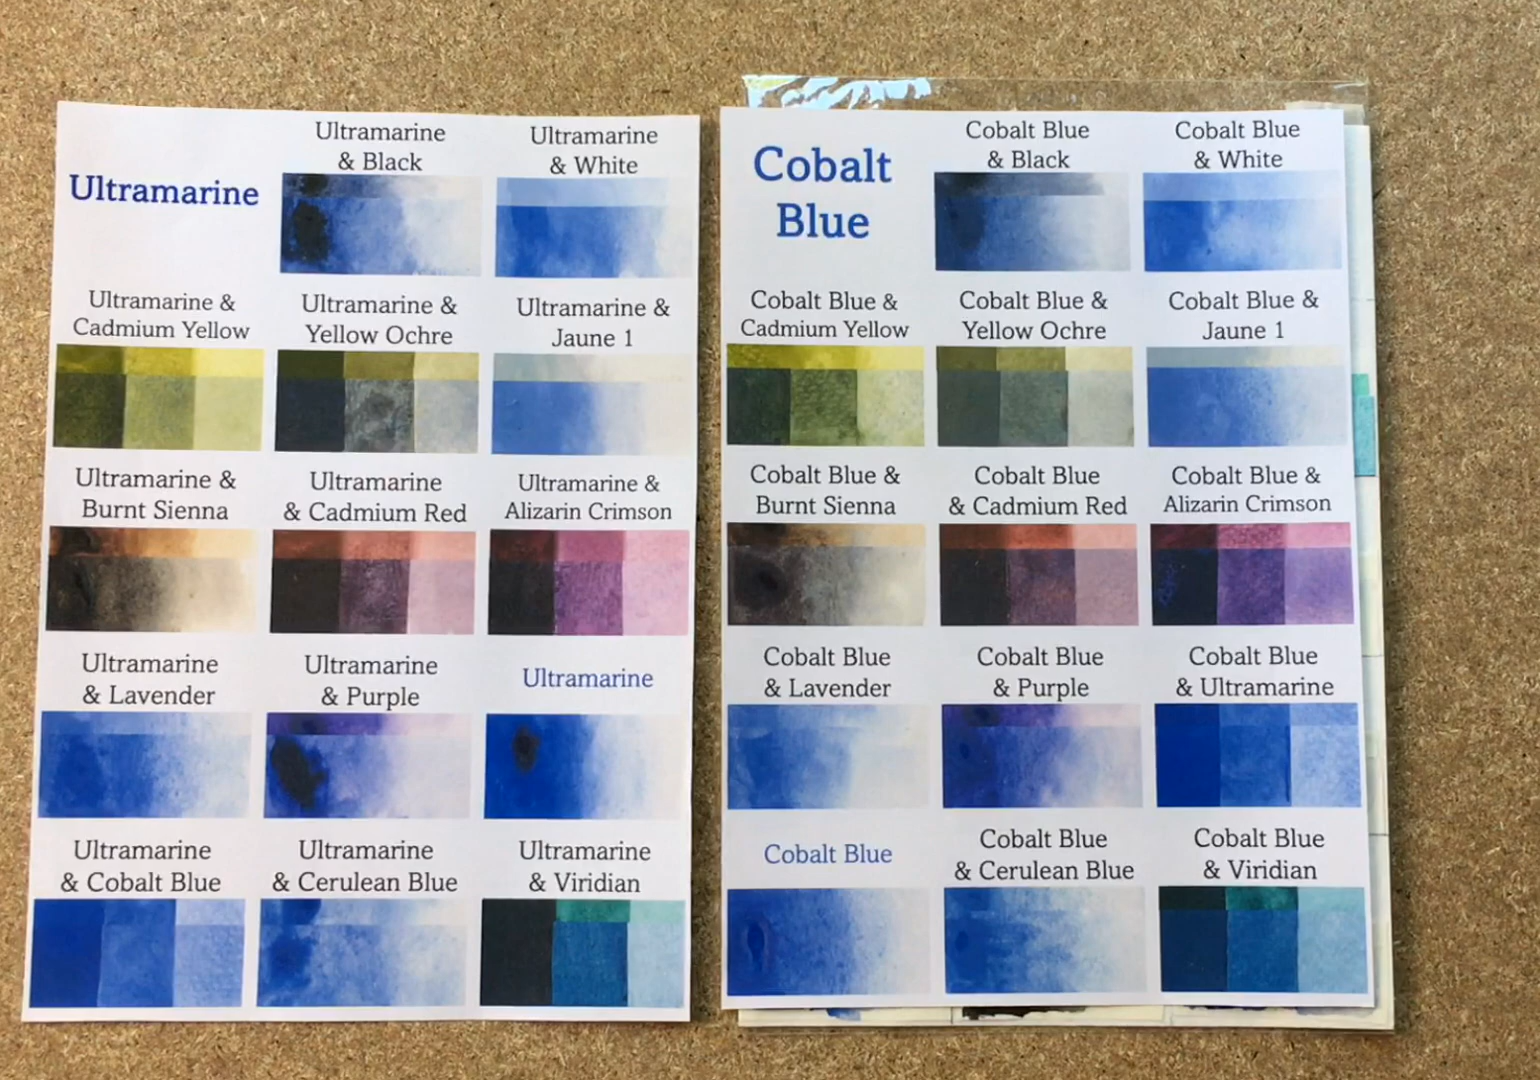 Ultramarine
Ultramarine
& Black
Ultramarine
& White
Ultramarine &
Cadmium Yellow
Ultramarine &
Yellow Ochre
Ultramarine &
Jaune 1
Ultramarine &
Burnt Sienna
Ultramarine
& Cadmium Red
Ultramarine &
Alizarin Crimson
Ultramarine
& Lavender
Ultramarine
& Purple
Ultramarine
Ultramarine
& Cobalt Blue
Ultramarine
& Cerulean Blue
Ultramarine
& Viridian
Cobalt
Blue
Cobalt Blue
& Black
Cobalt Blue
& White
Cobalt Blue &
Cadmium Yellow
Cobalt Blue &
Yellow Ochre
Cobalt Blue &
Jaune 1
Cobalt Blue &
Burnt Sienna
Cobalt Blue
& Cadmium Red
Cobalt Blue &
Alizarin Crimson
Cobalt Blue
& Lavender
Cobalt Blue
& Purple
Cobalt Blue
& Ultramarine
Cobalt Blue
Cobalt Blue
& Cerulean Blue
Cobalt Blue
& Viridian